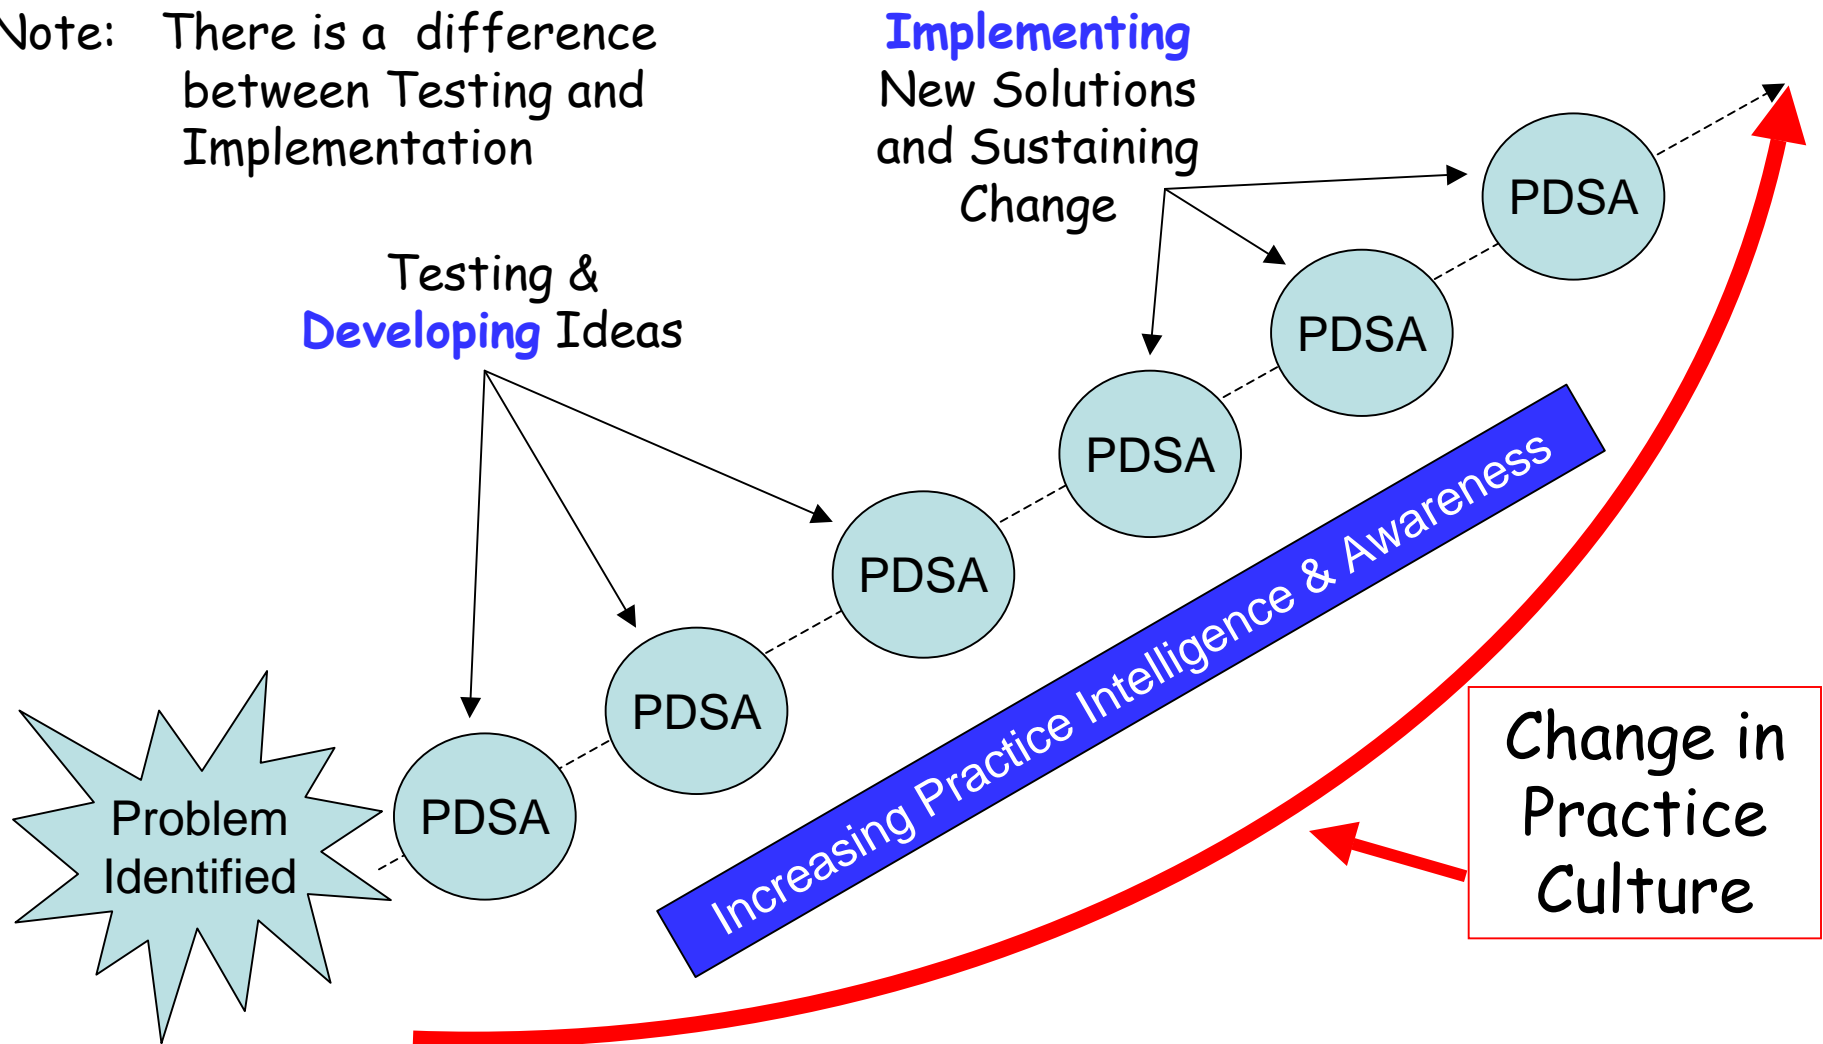 Note: There is a difference
between Testing and
Implementation
Implementing
New Solutions
and Sustaining
Change
Testing &
Developing Ideas
PDSA
PDSA
PDSA
PDSA
PDSA
PDSA
Problem
Identified
Increasing Practice Intelligence & Awareness
Change in
Practice
Culture